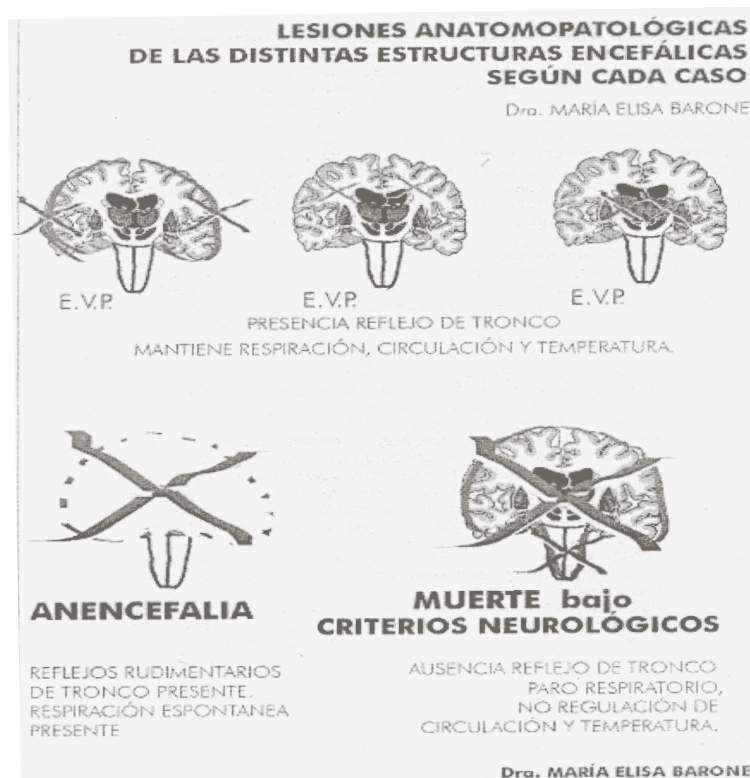 LESIONES ANATOMOPATOLÓGICAS
DE LAS DISTINTAS ESTRUCTURAS ENCEFÁLICAS
SEGÚN CADA CASO
Dra. MARÍA ELISA BARONE
E.V.P.
E.V.P.
E.V.P.
PRESENCIA REFLEJO DE TRONCO
MANTIENE RESPIRACIÓN, CIRCULACIÓN Y TEMPERATURA.
ANENCEFALIA
REFLEJOS RUDIMENTARIOS
DE TRONCO PRESENTE.
RESPIRACIÓN ESPONTANEA
PRESENTE
MUERTE bajo
CRITERIOS NEUROLÓGICOS
AUSENCIA REFLEJO DE TRONCO
PARO RESPIRATORIO,
NO REGULACIÓN DE
CIRCULACIÓN Y TEMPERATURA.
Dra. MARÍA ELISA BARONE